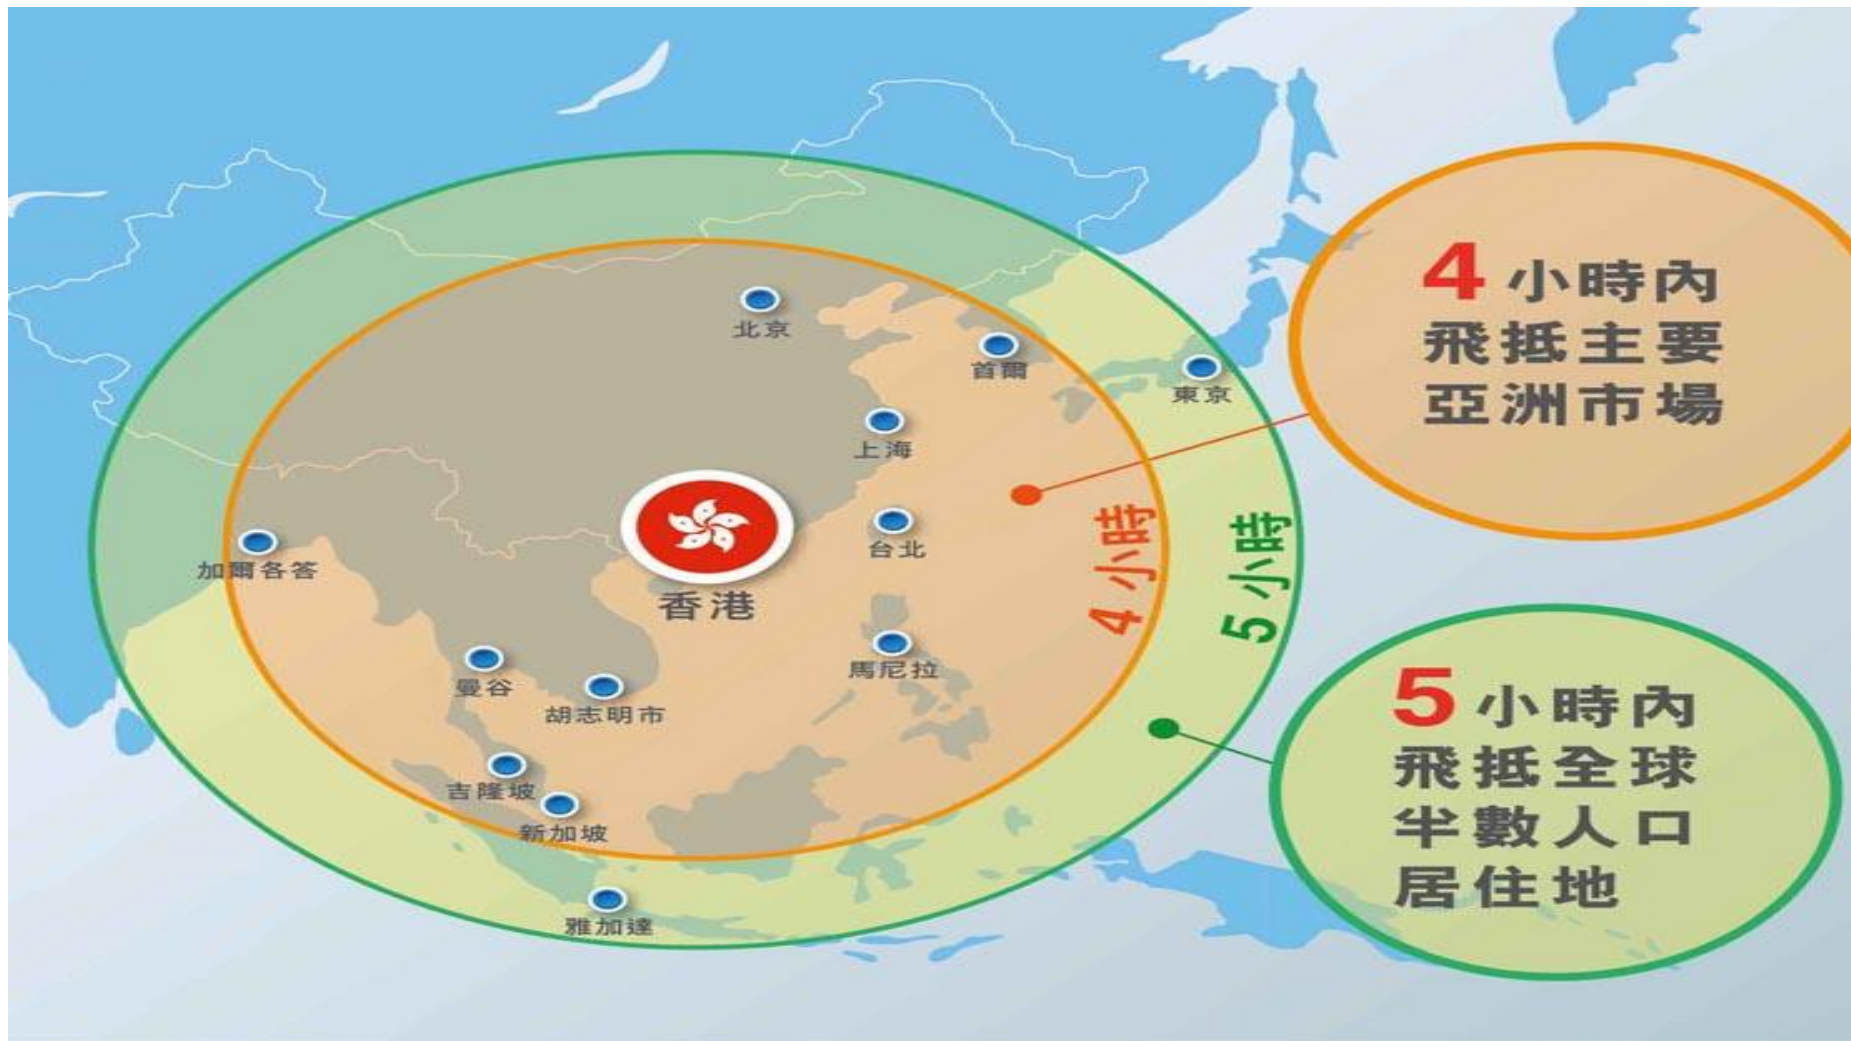 北京
首爾
東京
上海
台北
香港
加爾各答
馬尼拉
曼谷
胡志明市
吉隆坡
新加坡
雅加達
4小時
5小時
4小時內
飛抵主要
亞洲市場
5小時內
飛抵全球
半數人口
居住地